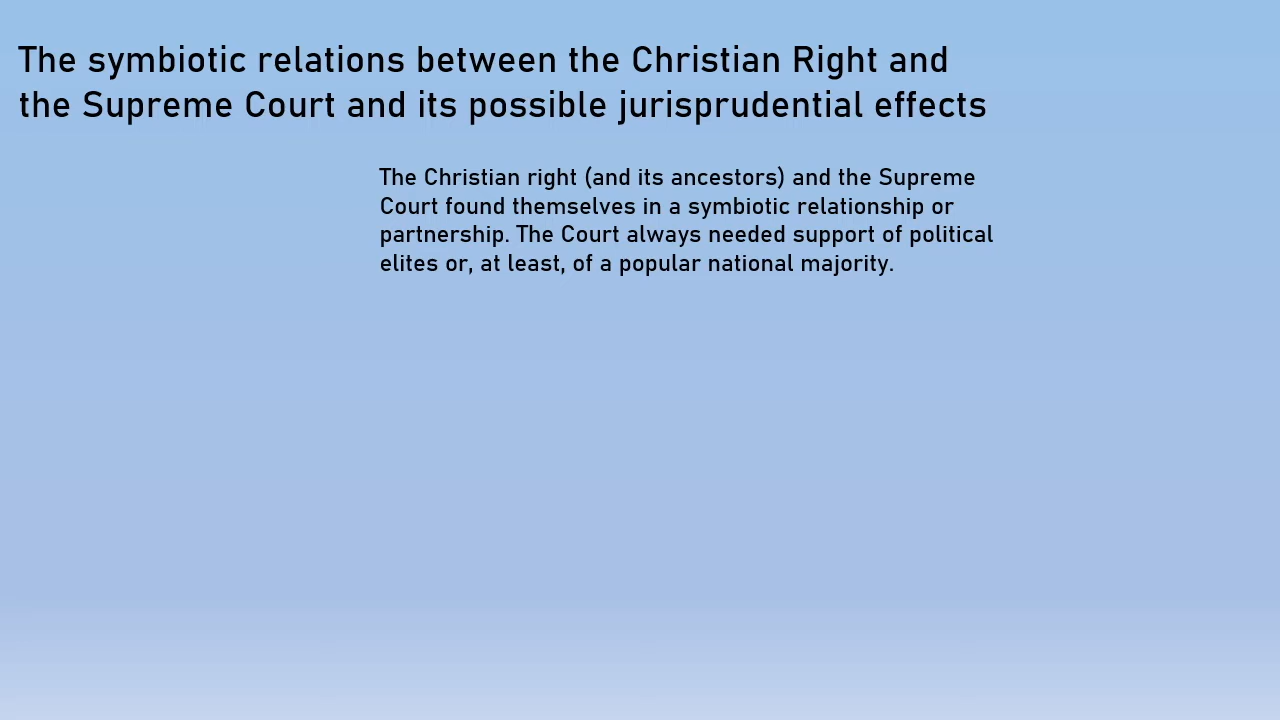 The symbiotic relations between the Christian Right and
the Supreme Court and its possible jurisprudential effects
The Christian right (and its ancestors) and the Supreme
Court found themselves in a symbiotic relationship or
partnership. The Court always needed support of political
elites or, at least, of a popular national majority.